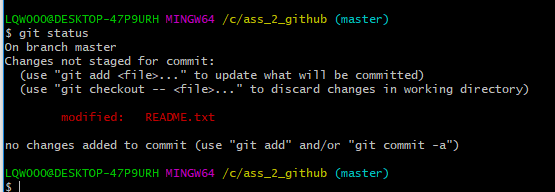 LQWOOO@DESKTOP-47P9URH MINGW64 /c/ass_2_github (master)
$ git status
On branch master
Changes not staged for commit:
  (use "git add <file>..." to update what will be committed)
  (use "git checkout -- <file>..." to discard changes in working directory)
        modified:   README.txt
no changes added to commit (use "git add" and/or "git commit -a")
LQWOOO@DESKTOP-47P9URH MINGW64 /c/ass_2_github (master)
$